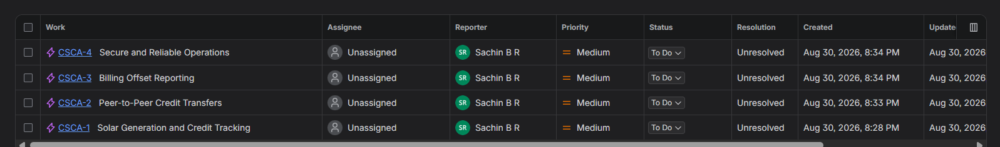 Work Assignee Reporter Priority Status Resolution Created Update
CSCA-4 Secure and Reliable Operations Unassigned SR Sachin B R Medium To Do Unresolved Aug 30, 2026, 8:34 PM Aug 30, 2026
CSCA-3 Billing Offset Reporting Unassigned SR Sachin B R Medium To Do Unresolved Aug 30, 2026, 8:34 PM Aug 30, 2026
CSCA-2 Peer-to-Peer Credit Transfers Unassigned SR Sachin B R Medium To Do Unresolved Aug 30, 2026, 8:33 PM Aug 30, 2026
CSCA-1 Solar Generation and Credit Tracking Unassigned SR Sachin B R Medium To Do Unresolved Aug 30, 2026, 8:28 PM Aug 30, 2026